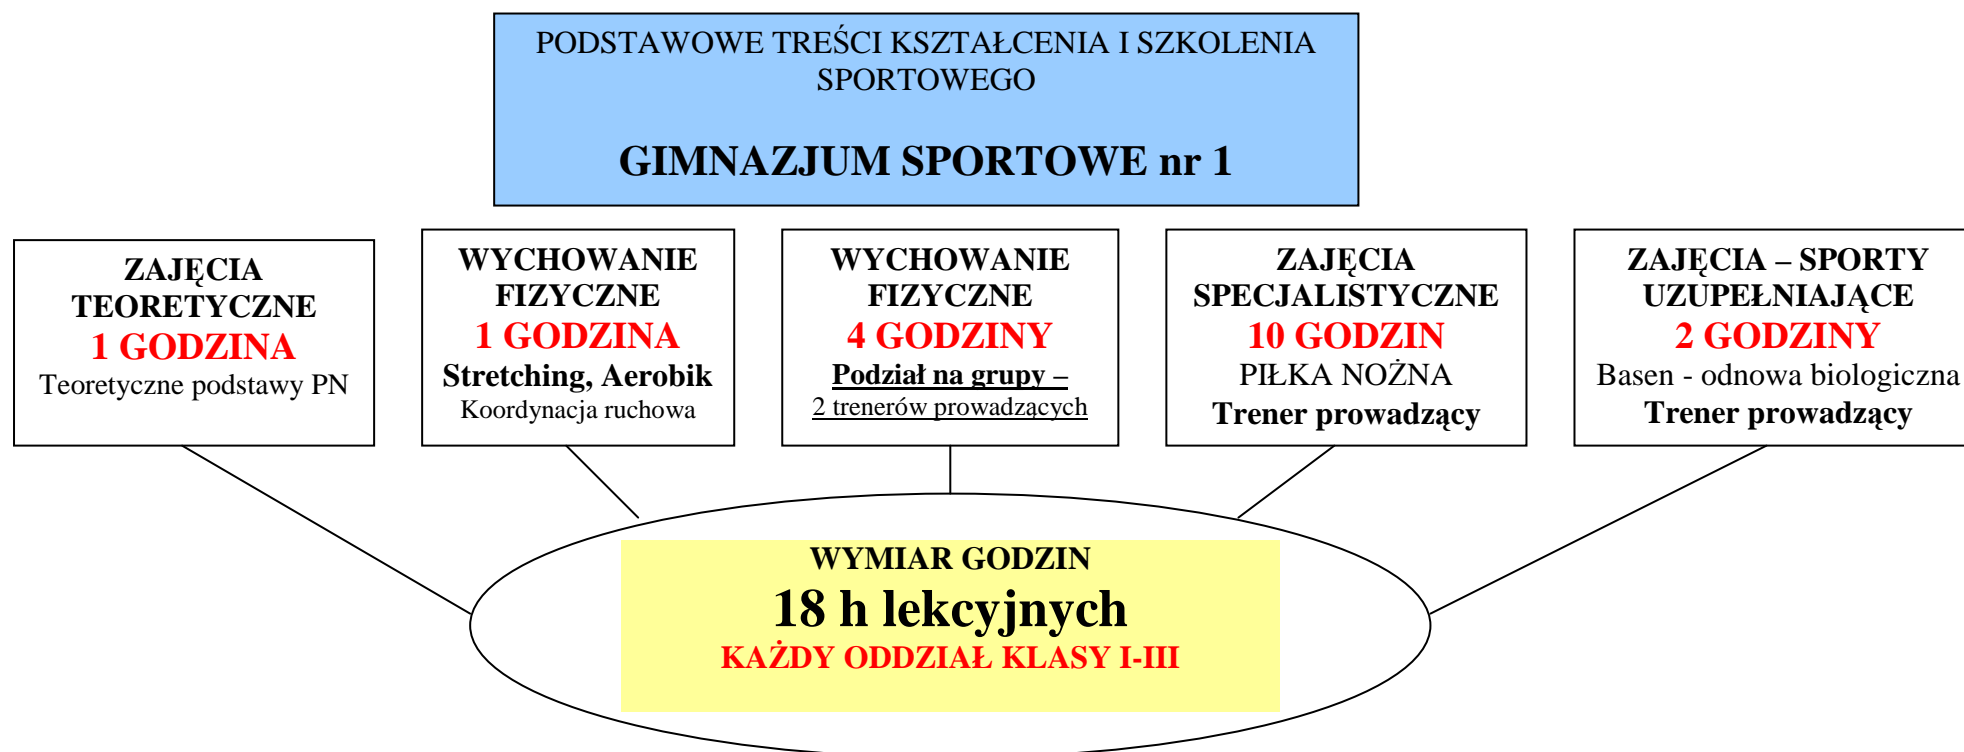 PODSTAWOWE TREŚCI KSZTAŁCENIA I SZKOLENIA
SPORTOWEGO
GIMNAZJUM SPORTOWE nr 1
ZAJĘCIA
TEORETYCZNE
1 GODZINA
Teoretyczne podstawy PN
WYCHOWANIE
FIZYCZNE
1 GODZINA
Stretching, Aerobik
Koordynacja ruchowa
WYCHOWANIE
FIZYCZNE
4 GODZINY
Podział na grupy –
2 trenerów prowadzących
ZAJĘCIA
SPECJALISTYCZNE
10 GODZIN
PIŁKA NOŻNA
Trener prowadzący
ZAJĘCIA – SPORTY
UZUPEŁNIAJĄCE
2 GODZINY
Basen - odnowa biologiczna
Trener prowadzący
WYMIAR GODZIN
18 h lekcyjnych
KAŻDY ODDZIAŁ KLASY I-III